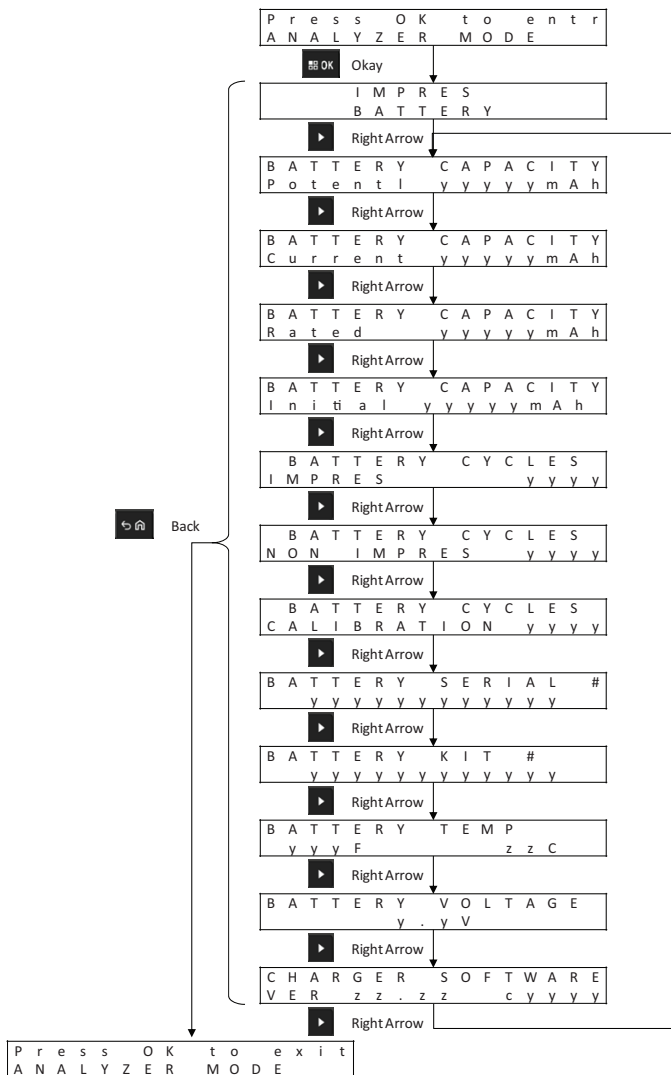 Press OK to entr
ANALYZER MODE
OK Okay
IMPRES
BATTERY
Right Arrow
BATTERY CAPACITY
Potentl yyyyymAh
Right Arrow
BATTERY CAPACITY
Current yyyyymAh
Right Arrow
BATTERY CAPACITY
Rated yyyyymAh
Right Arrow
BATTERY CAPACITY
Initial yyyyymAh
Right Arrow
BATTERY CYCLES
IMPRES yyyy
Right Arrow
Back
BATTERY CYCLES
NON IMPRES yyyy
Right Arrow
BATTERY CYCLES
CALIBRATION yyyy
Right Arrow
BATTERY SERIAL #
yyyyyyyyyyyy
Right Arrow
BATTERY KIT #
yyyyyyyyyyyy
Right Arrow
BATTERY TEMP
yyyF zzC
Right Arrow
BATTERY VOLTAGE
y.yV
Right Arrow
CHARGER SOFTWARE
VER zz.zz cyyyy
Right Arrow
Press OK to exit
ANALYZER MODE